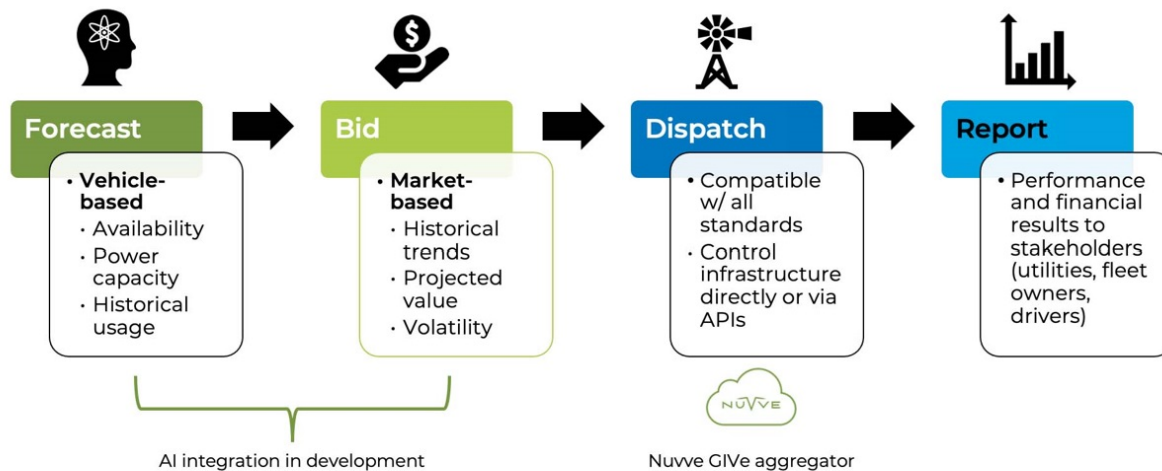 Forecast
• Vehicle-
based
· Availability
· Power
capacity
· Historical
usage
Bid
• Market-
based
· Historical
trends
· Projected
value
· Volatility
Dispatch
• Compatible
w/ all
standards
· Control
infrastructure
directly or via
APIs
Report
• Performance
and financial
results to
stakeholders
(utilities, fleet
owners,
drivers)
$
AI integration in development
NUVVE
Nuvve GIVe aggregator